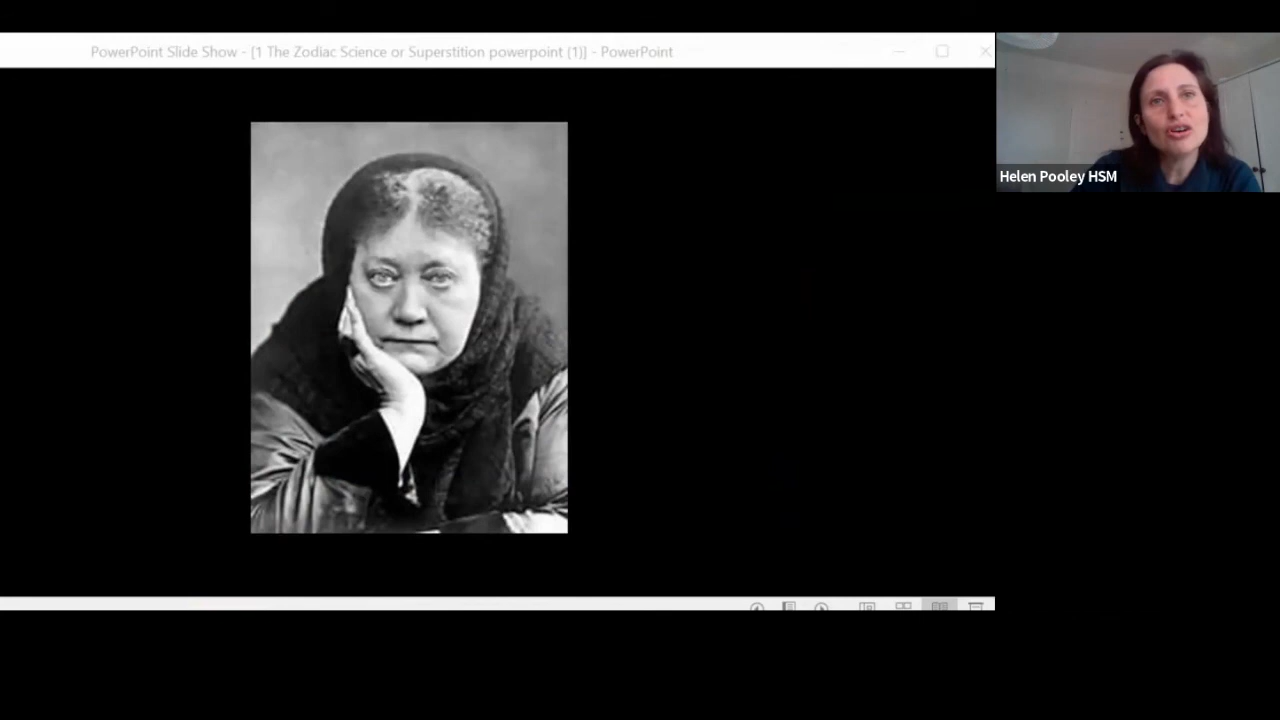 PowerPoint Slide Show - [1 The Zodiac Science or Superstition powerpoint (1)] - PowerPoint
Helen Pooley HSM